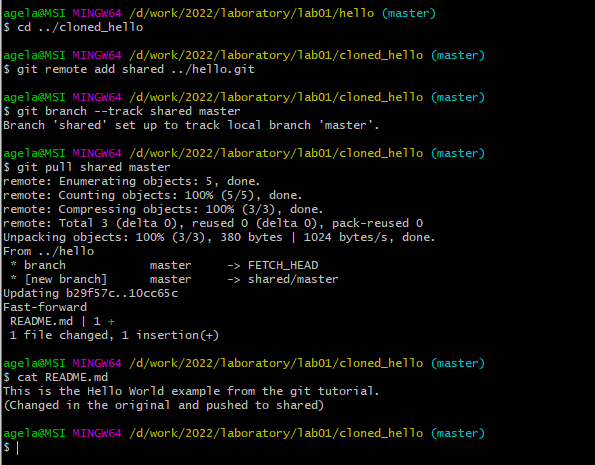 agela@MSI MINGW64 /d/work/2022/laboratory/lab01/hello (master)
$ cd ../cloned_hello
agela@MSI MINGW64 /d/work/2022/laboratory/lab01/cloned_hello (master)
$ git remote add shared ../hello.git
agela@MSI MINGW64 /d/work/2022/laboratory/lab01/cloned_hello (master)
$ git branch --track shared master
Branch 'shared' set up to track local branch 'master'.
agela@MSI MINGW64 /d/work/2022/laboratory/lab01/cloned_hello (master)
$ git pull shared master
remote: Enumerating objects: 5, done.
remote: Counting objects: 100% (5/5), done.
remote: Compressing objects: 100% (3/3), done.
remote: Total 3 (delta 0), reused 0 (delta 0), pack-reused 0
Unpacking objects: 100% (3/3), 380 bytes | 1024 bytes/s, done.
From ../hello
 * branch            master     -> FETCH_HEAD
 * [new branch]      master     -> shared/master
Updating b29f57c..10cc65c
Fast-forward
 README.md | 1 +
 1 file changed, 1 insertion(+)
agela@MSI MINGW64 /d/work/2022/laboratory/lab01/cloned_hello (master)
$ cat README.md
This is the Hello World example from the git tutorial.
(Changed in the original and pushed to shared)
agela@MSI MINGW64 /d/work/2022/laboratory/lab01/cloned_hello (master)
$